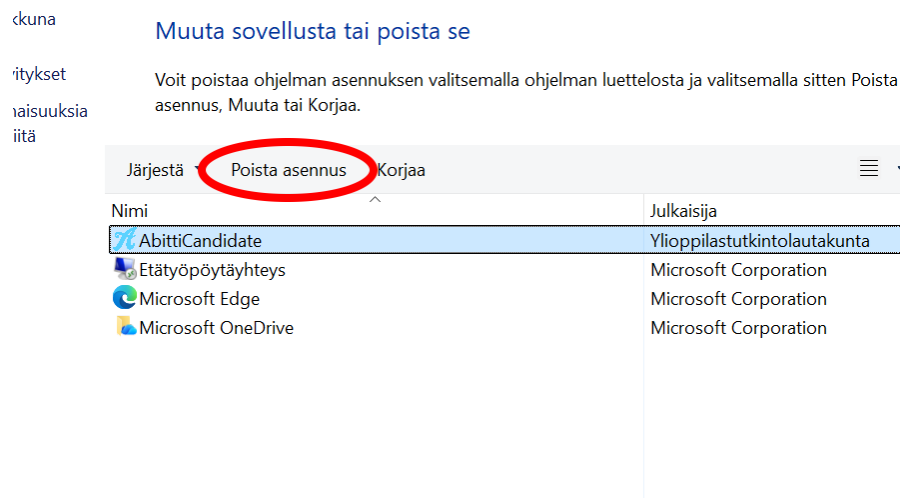 kkuna
Muuta sovellusta tai poista se
vitykset
Voit poistaa ohjelman asennuksen valitsemalla ohjelman luettelosta ja valitsemalla sitten Poista
asennus, Muuta tai Korjaa.
naisuuksia
iitä
Järjestä Poista asennus Korjaa
Nimi Julkaisija
AbittiCandidate Ylioppilastutkintolautakunta
Etätyöpöytäyhteys Microsoft Corporation
Microsoft Edge Microsoft Corporation
Microsoft OneDrive Microsoft Corporation